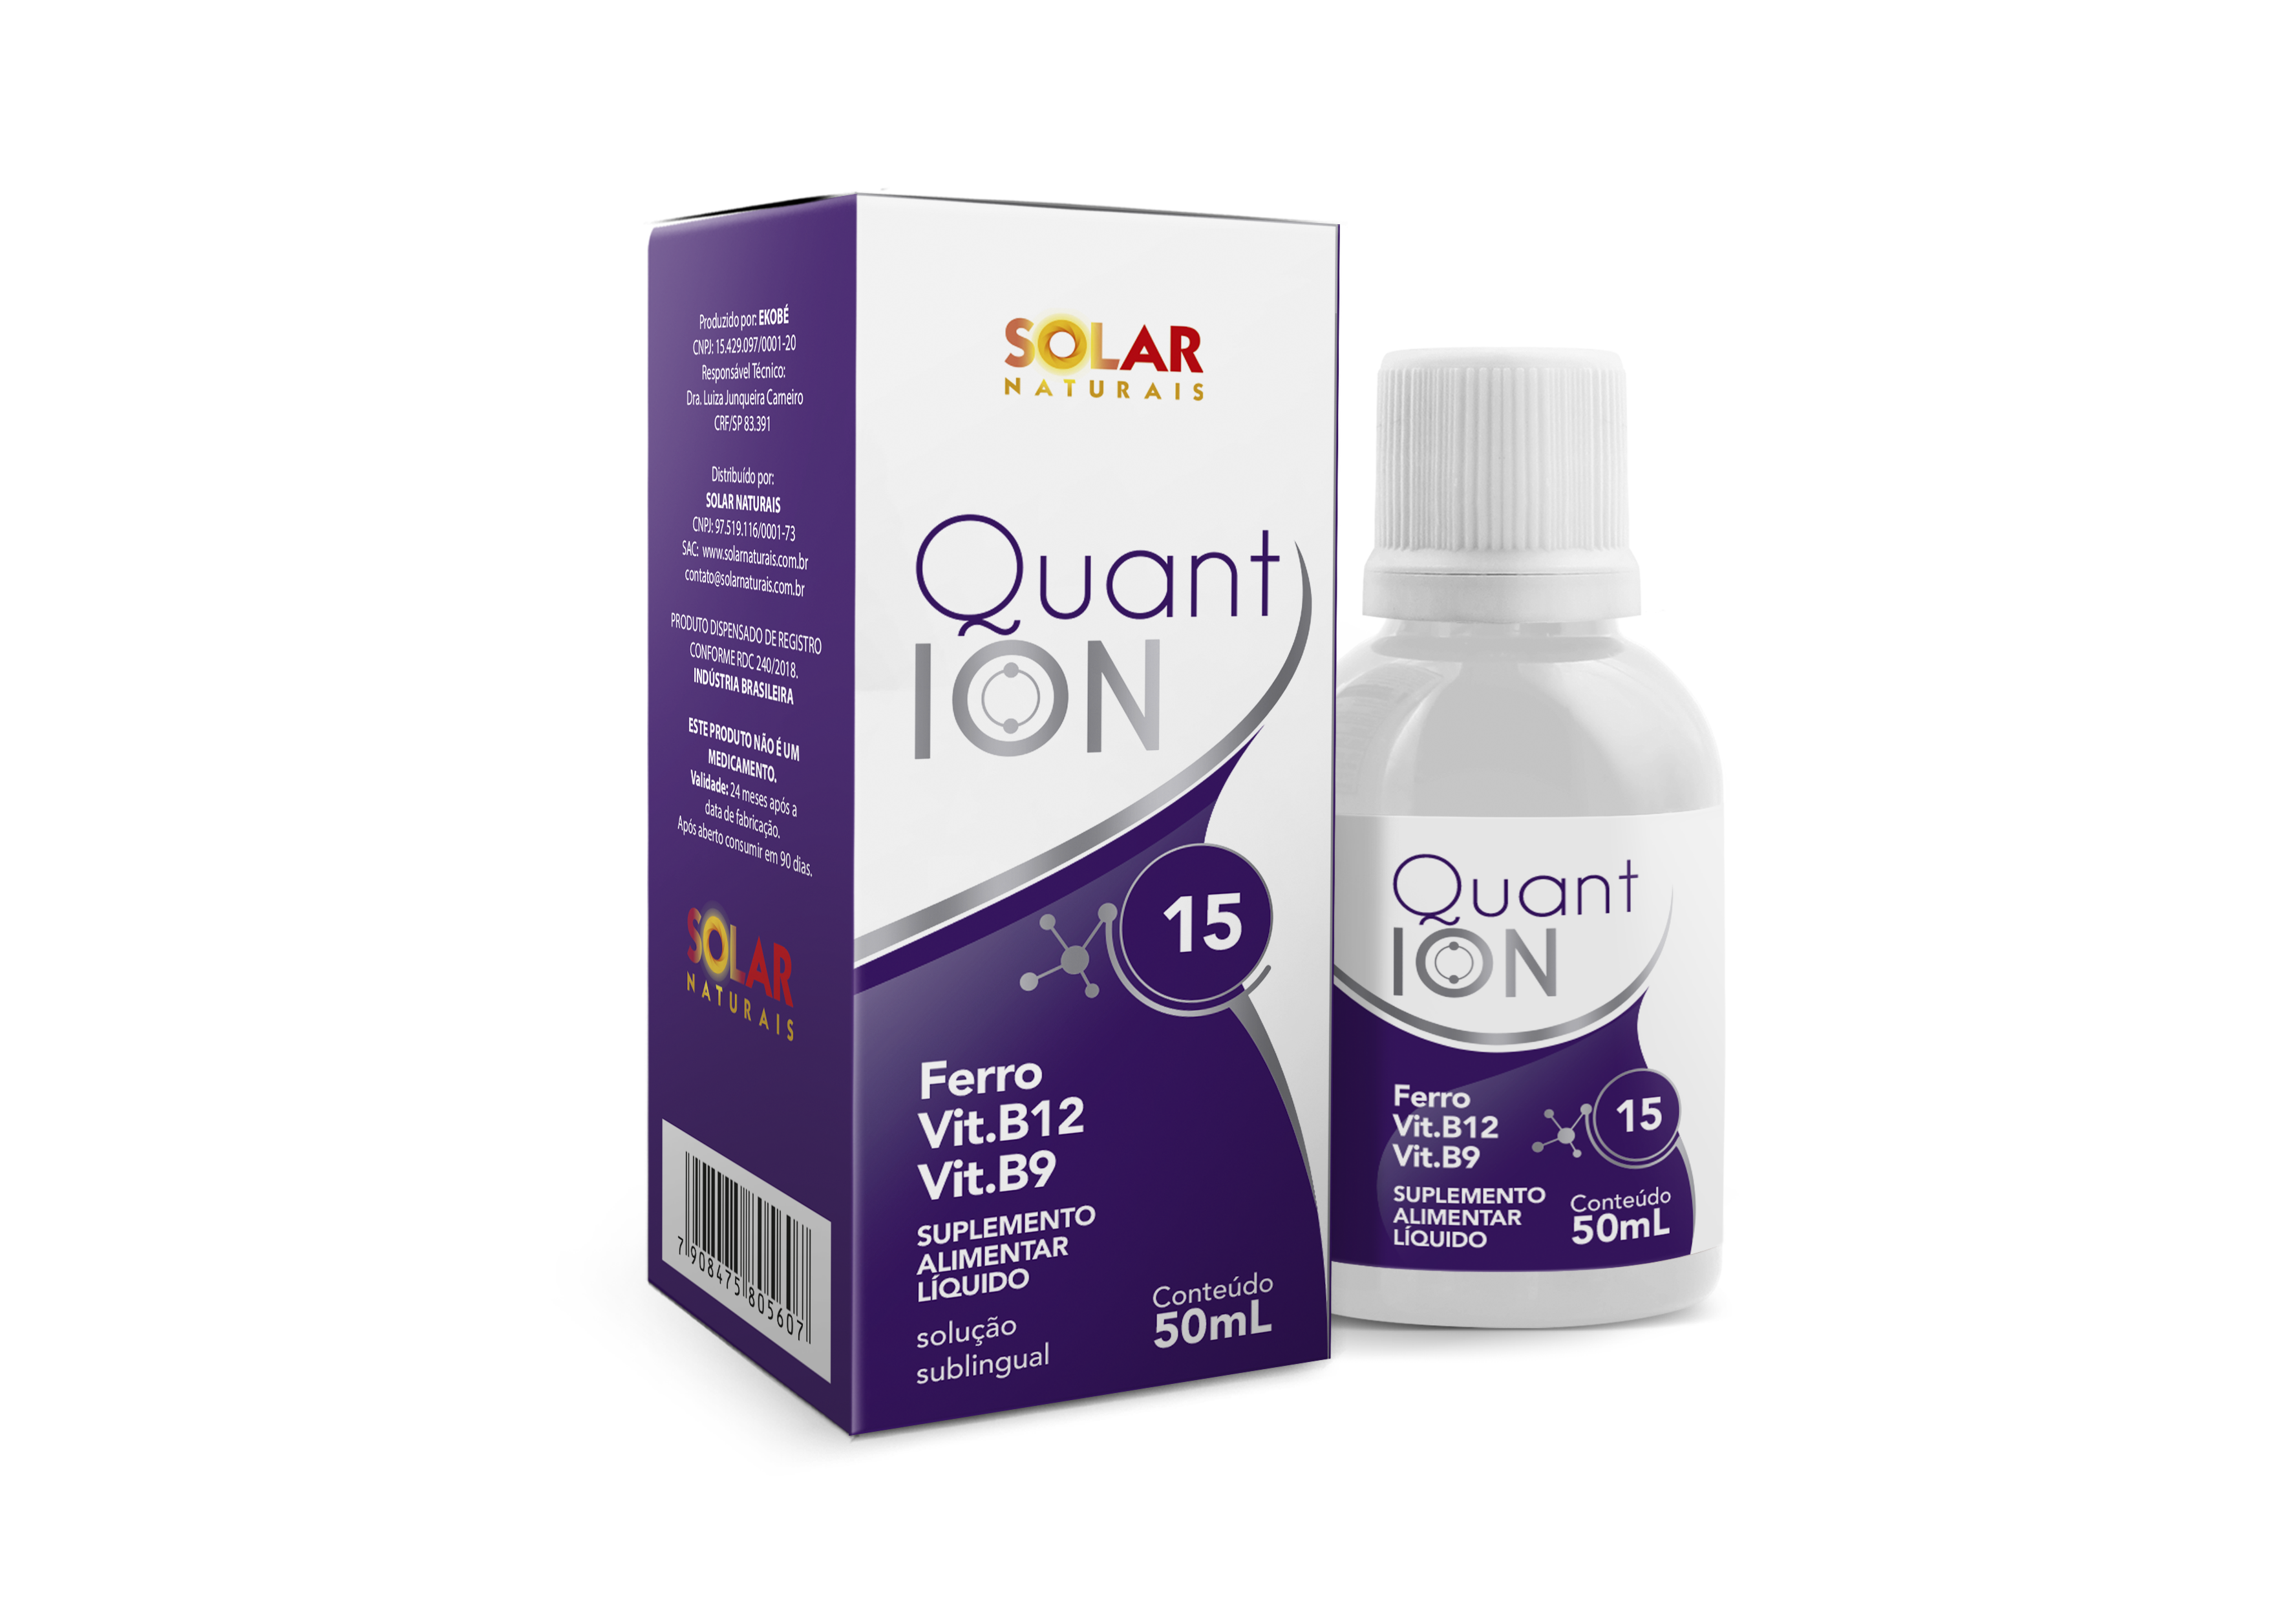 Produzido por: EKOBÉ
CNPJ: 15.429.097/0001-20
Responsável Técnico:
Dra. Luiza Junqueira Carneiro
CRF/SP 83.391
Distribuído por:
SOLAR NATURAIS
CNPJ: 97.519.116/0001-73
SAC: www.solarnaturais.com.br
contato@solarnaturais.com.br
PRODUTO DISPENSADO DE REGISTRO
CONFORME RDC 240/2018.
INDÚSTRIA BRASILEIRA
ESTE PRODUTO NÃO É UM
MEDICAMENTO.
Validade: 24 meses após a
data de fabricação.
Após aberto consumir em 90 dias.
SOLAR
NATURAIS
7 908475 805607
SOLAR
NATURAIS
Quant
ION
15
Ferro
Vit.B12
Vit.B9
SUPLEMENTO
ALIMENTAR
LÍQUIDO
solução
sublingual
Conteúdo
50mL
Quant
ION
Ferro
Vit.B12
Vit.B9
15
SUPLEMENTO
ALIMENTAR
LÍQUIDO
Conteúdo
50mL